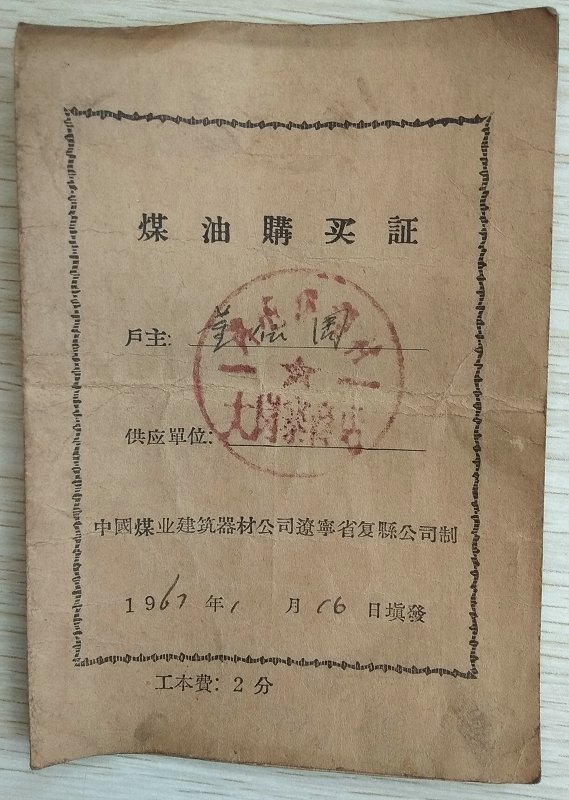 煤油購买証
戶主:
供应單位:
中國煤业建筑器材公司遼寧省复縣公司制
1967年1月16日填發
工本費:2分